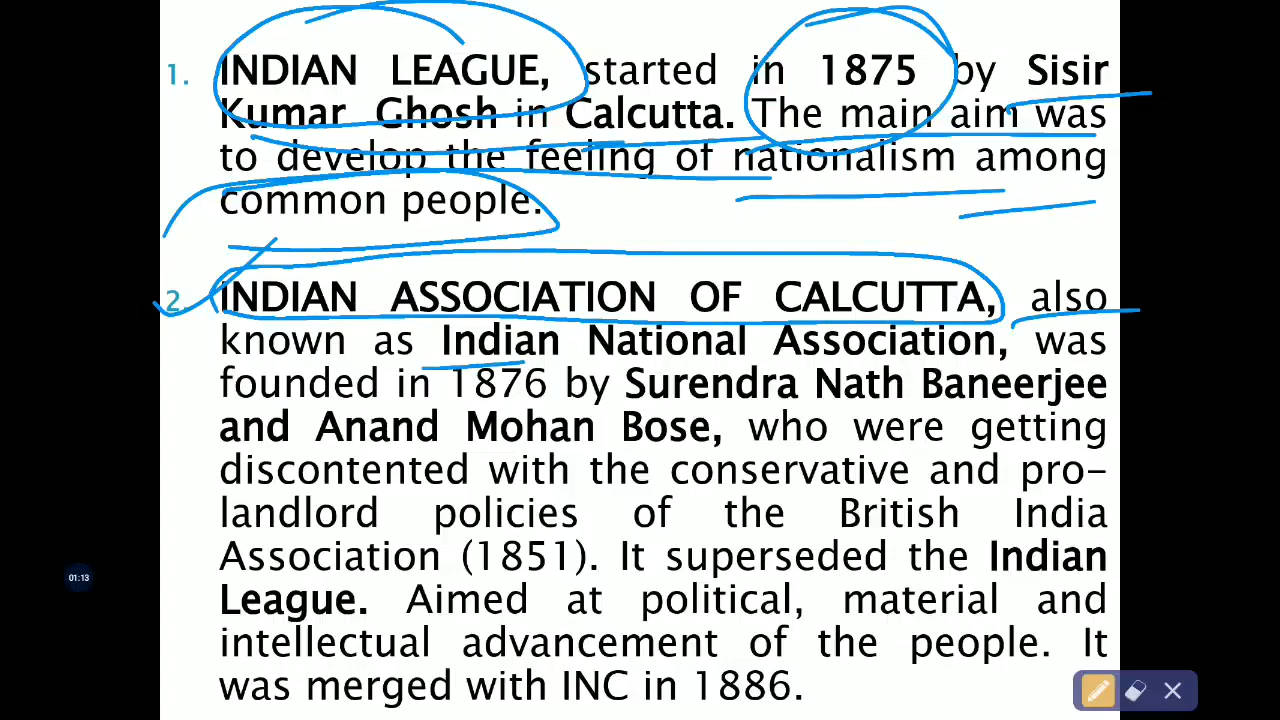 1. INDIAN LEAGUE, started in 1875 by Sisir
Kumar Ghosh in Calcutta. The main aim was
to develop the feeling of nationalism among
common people.
2. INDIAN ASSOCIATION OF CALCUTTA, also
known as Indian National Association, was
founded in 1876 by Surendra Nath Baneerjee
and Anand Mohan Bose, who were getting
discontented with the conservative and pro-
landlord policies of the British India
Association (1851). It superseded the Indian
League. Aimed at political, material and
intellectual advancement of the people. It
was merged with INC in 1886.
01:13